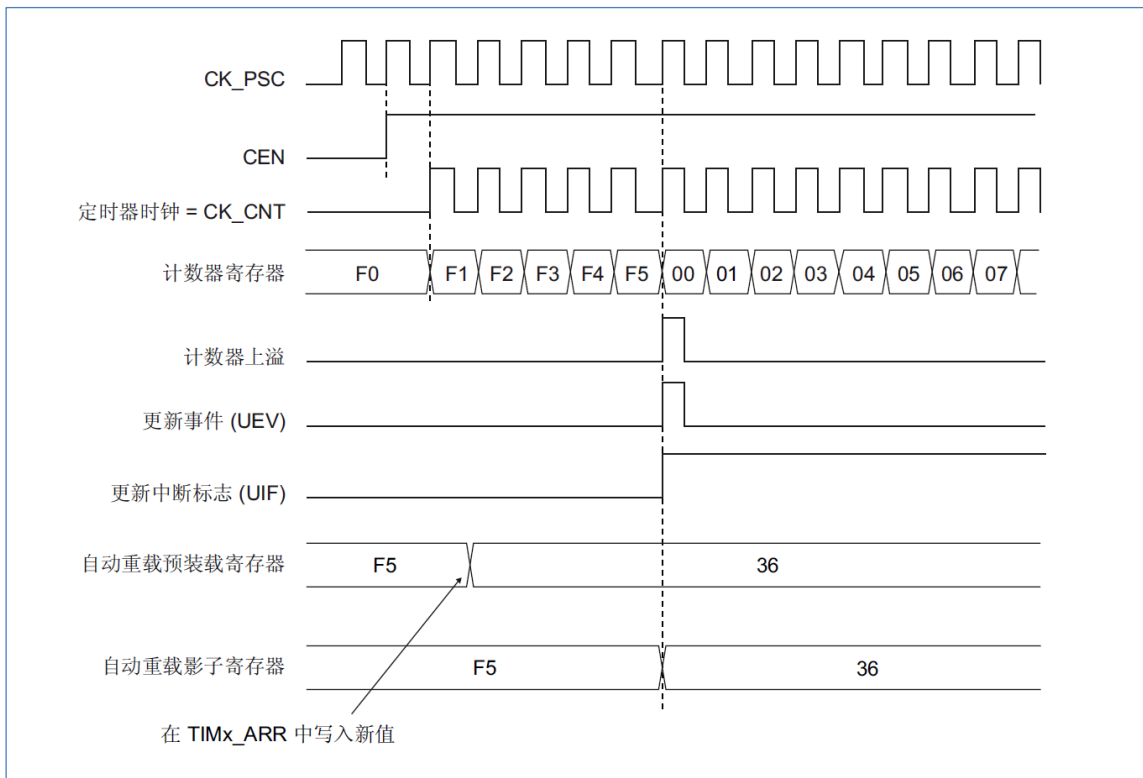 CK_PSC
CEN
定时器时钟 = CK_CNT
计数器寄存器 F0 F1 F2 F3 F4 F5 00 01 02 03 04 05 06 07
计数器上溢
更新事件 (UEV)
更新中断标志 (UIF)
自动重载预装载寄存器 F5 36
自动重载影子寄存器 F5 36
在 TIMx_ARR 中写入新值